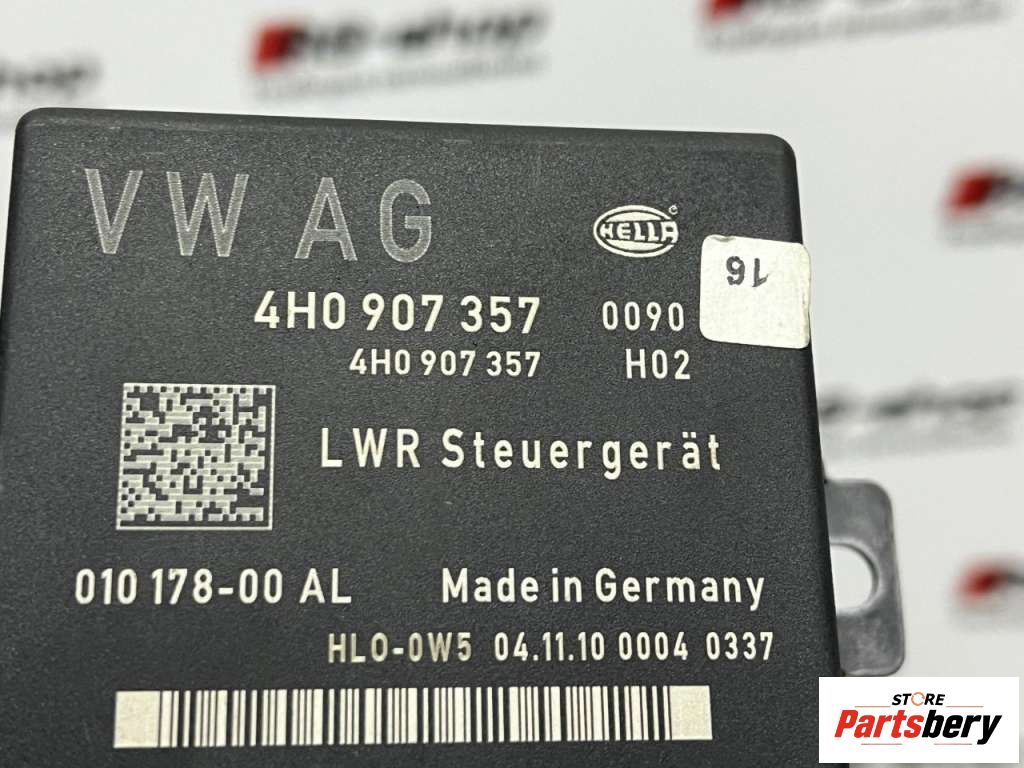 VW AG
HELLA
©
4H0 907 357 0090
16
4H0 907 357 H02
LWR Steuergerät
010 178-00 AL Made in Germany
HLO-0W5 04.11.10 0004 0337
STORE
Partsbery